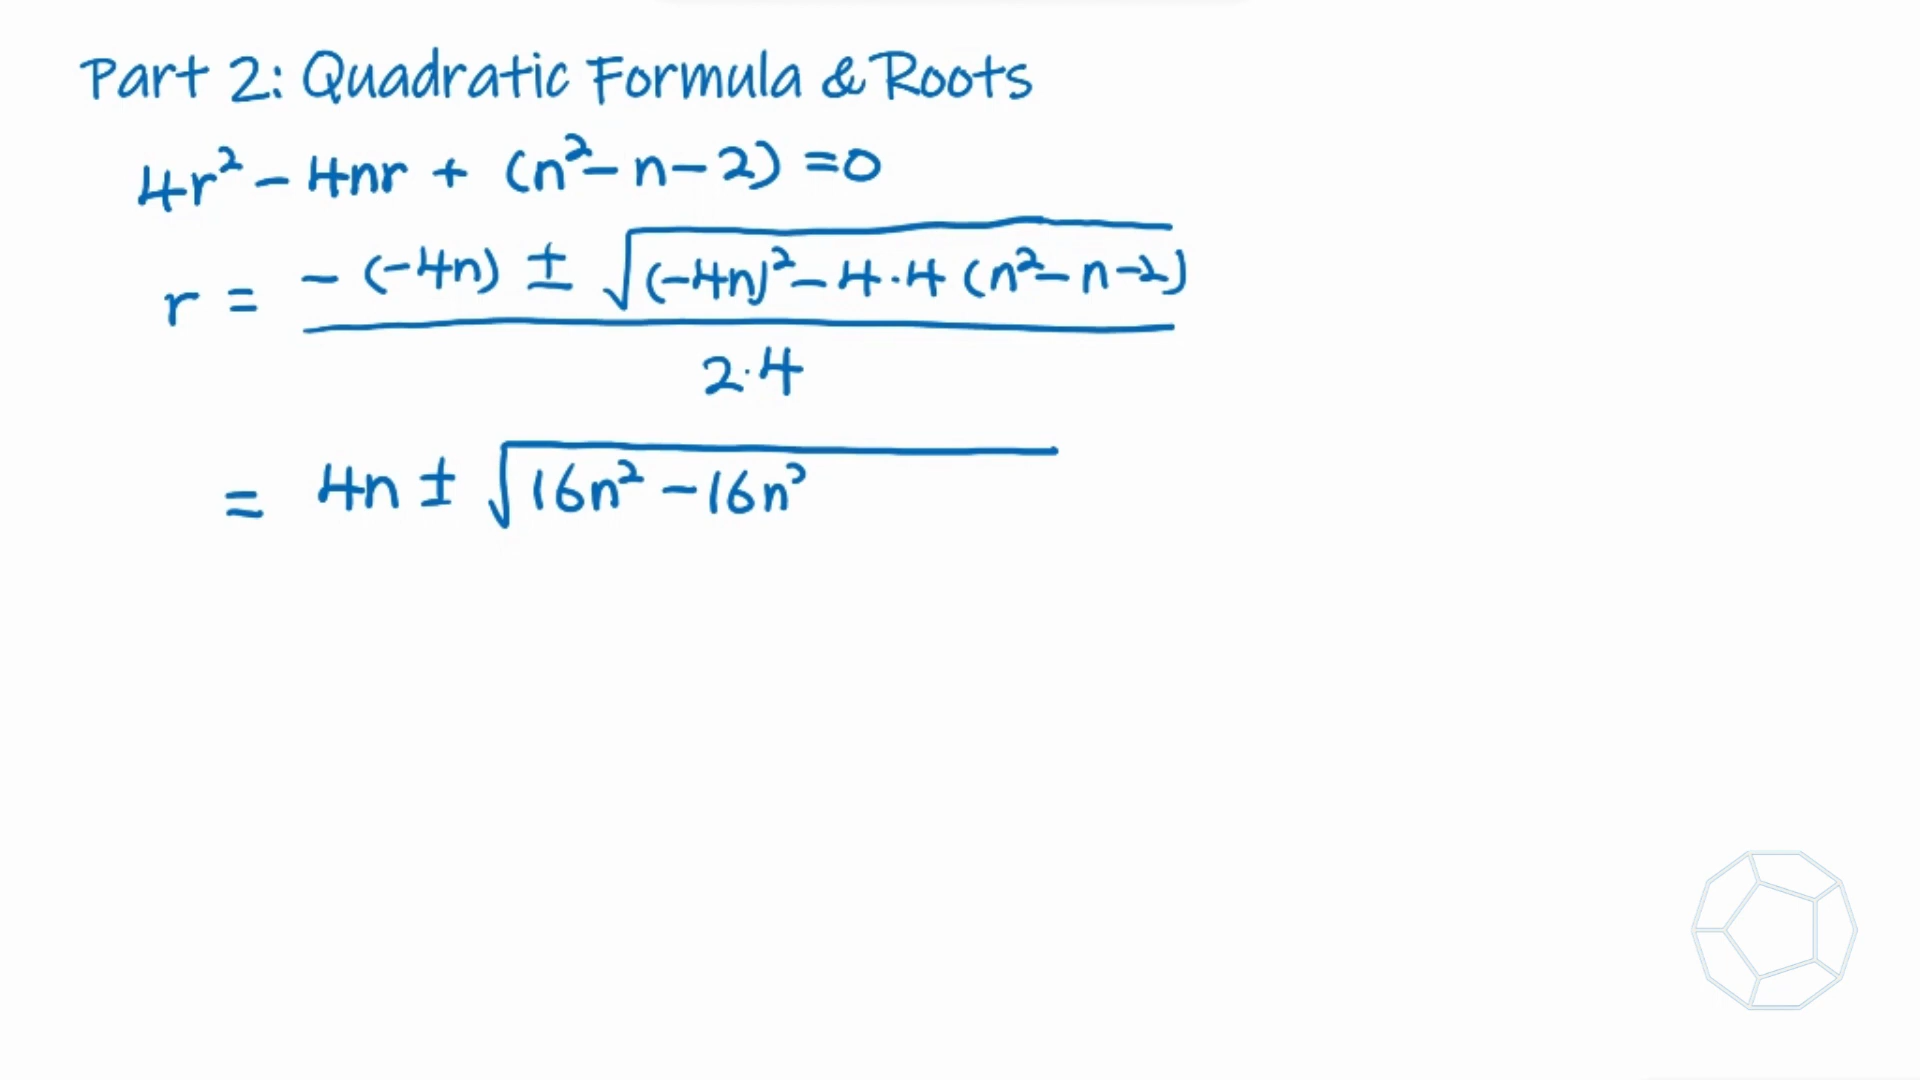 Part 2: Quadratic Formula & Roots
4r² - 4nr + (n² - n - 2) = 0
r = (-(-4n) ± √((-4n)² - 4·4(n² - n - 2))) / (2·4)
= 4n ± √(16n² - 16n²